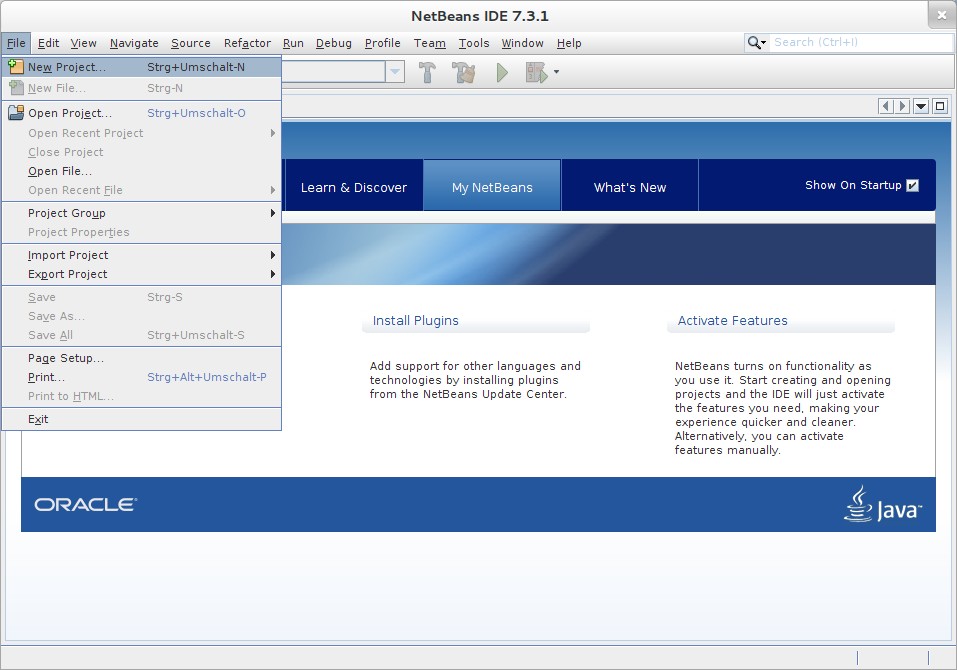 NetBeans IDE 7.3.1
File Edit View Navigate Source Refactor Run Debug Profile Team Tools Window Help
Search (Ctrl+I)
New Project... Strg+Umschalt-N
New File... Strg-N
Open Project... Strg+Umschalt-O
Open Recent Project
Close Project
Open File...
Open Recent File
Project Group
Project Properties
Import Project
Export Project
Save Strg-S
Save As...
Save All Strg+Umschalt-S
Page Setup...
Print... Strg+Alt+Umschalt-P
Print to HTML...
Exit
Learn & Discover
My NetBeans
What's New
Show On Startup
Install Plugins
Add support for other languages and
technologies by installing plugins
from the NetBeans Update Center.
Activate Features
NetBeans turns on functionality as
you use it. Start creating and opening
projects and the IDE will just activate
the features you need, making your
experience quicker and cleaner.
Alternatively, you can activate
features manually.
ORACLE
Java